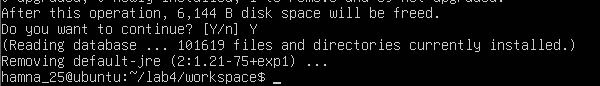 After this operation, 6,144 B disk space will be freed.
Do you want to continue? [Y/n] Y
(Reading database ... 101619 files and directories currently installed.)
Removing default-jre (2:1.21-75+exp1) ...
hamna_25@ubuntu:~/lab4/workspace$ _